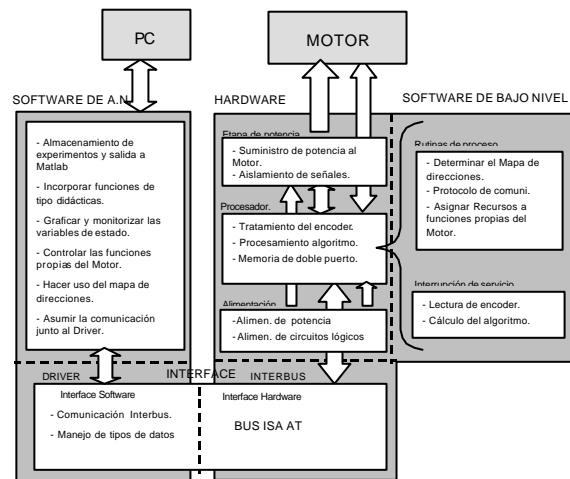 PC
MOTOR
SOFTWARE DE A.N
HARDWARE
SOFTWARE DE BAJO NIVEL
- Almacenamiento de
experimentos y salida a
Matlab
- Incorporar funciones de
tipo didácticas.
- Graficar y monitorizar las
variables de estado.
- Controlar las funciones
propias del Motor.
- Hacer uso del mapa de
direcciones.
- Asumir la comunicación
junto al Driver.
Etapa de potencia
- Suministro de potencia al
Motor.
- Aislamiento de señales.
Procesador.
- Tratamiento del encoder.
- Procesamiento algoritmo.
- Memoria de doble puerto.
Alimentación
-Alimen. de potencia
-Alimen. de circuitos lógicos
Rutinas de proceso
- Determinar el Mapa de
direcciones.
- Protocolo de comuni.
- Asignar Recursos a
funciones propias del
Motor.
Interrunción de servicio
- Lectura de encoder.
- Cálculo del algoritmo.
DRIVER
INTERFACE
INTERBUS
Interface Software
- Comunicación Interbus.
- Manejo de tipos de datos
Interface Hardware
BUS ISA AT